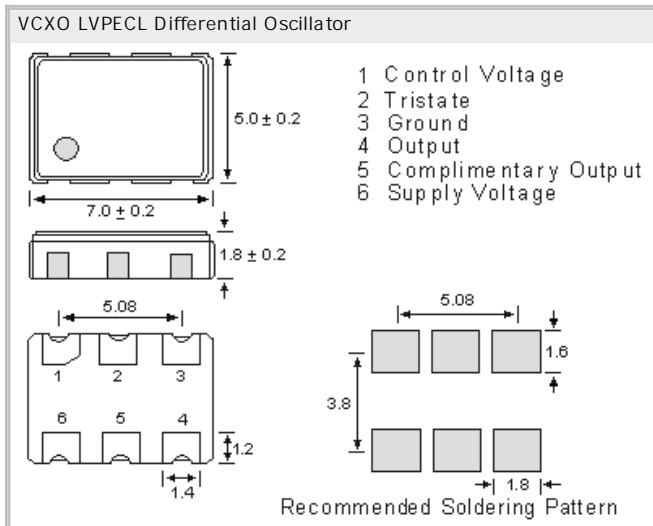 VCXO LVPECL Differential Oscillator
1 Control Voltage
2 Tristate
3 Ground
4 Output
5 Complimentary Output
6 Supply Voltage
5.0 ± 0.2
7.0 ± 0.2
1.8 ± 0.2
5.08
1 2 3
6 5 4
1.2
1.4
5.08
1.6
3.8
1.8
Recommended Soldering Pattern